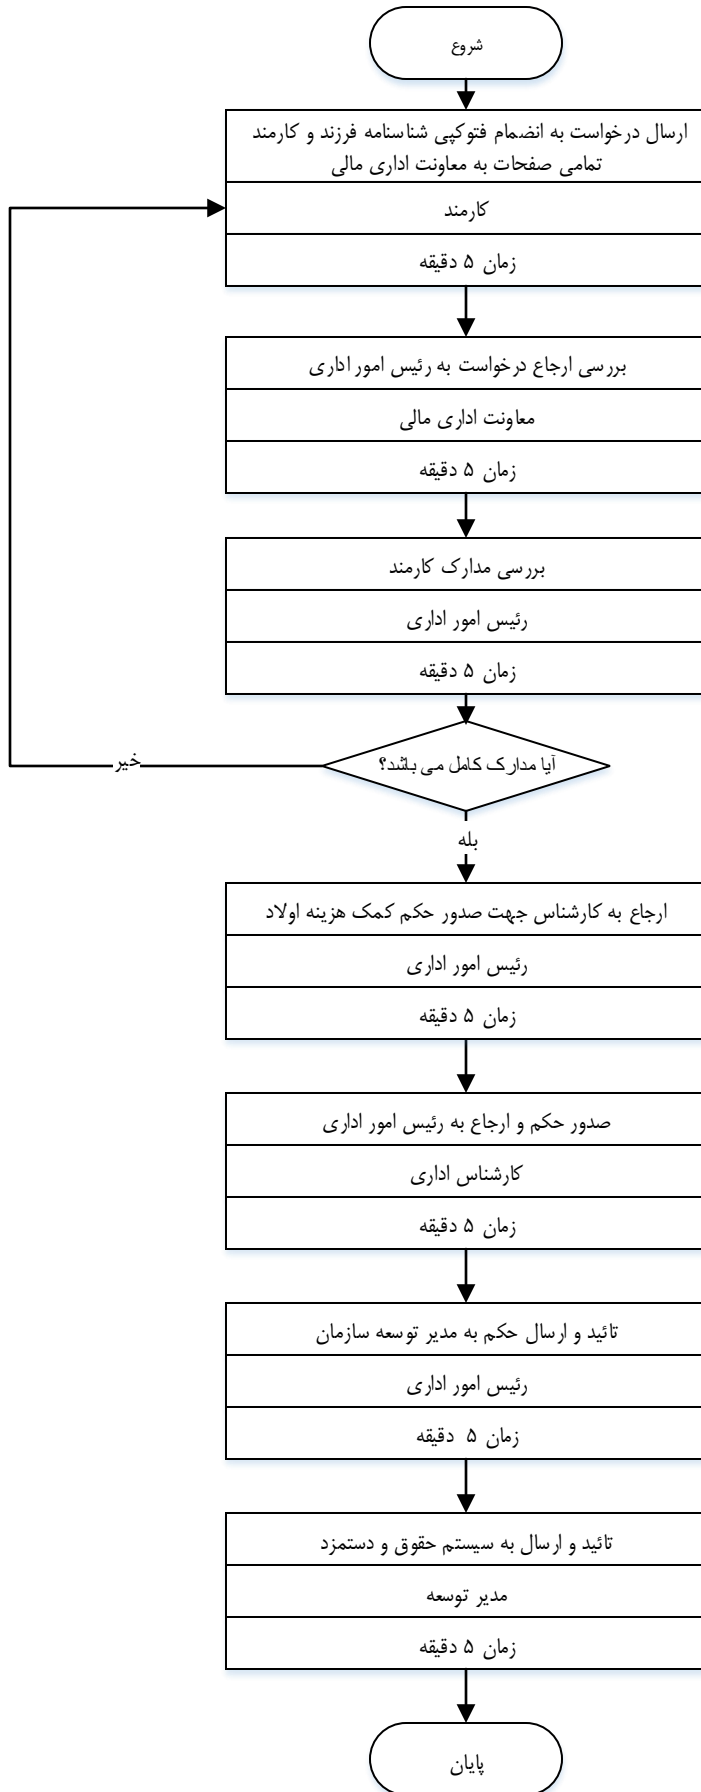 شروع
ارسال درخواست به انضمام فتوکپی شناسنامه فرزند و کارمند
تمامی صفحات به معاونت اداری مالی
کارمند
زمان ۵ دقیقه
بررسی ارجاع درخواست به رئیس امور اداری
معاونت اداری مالی
زمان ۵ دقیقه
بررسی مدارک کارمند
رئیس امور اداری
زمان ۵ دقیقه
آیا مدارک کامل می باشد؟
خیر
بله
ارجاع به کارشناس جهت صدور حکم کمک هزینه اولاد
رئیس امور اداری
زمان ۵ دقیقه
صدور حکم و ارجاع به رئیس امور اداری
کارشناس اداری
زمان ۵ دقیقه
تائید و ارسال حکم به مدیر توسعه سازمان
رئیس امور اداری
زمان ۵ دقیقه
تائید و ارسال به سیستم حقوق و دستمزد
مدیر توسعه
زمان ۵ دقیقه
پایان